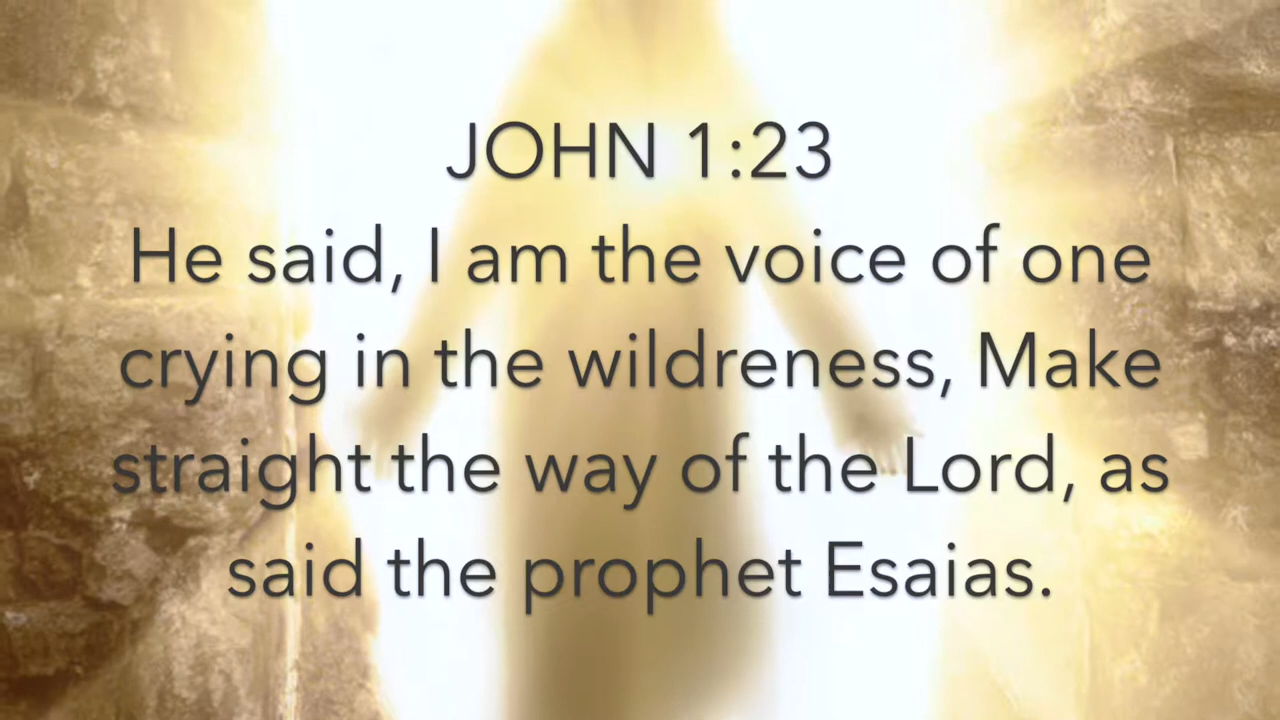 JOHN 1:23
He said, I am the voice of one
crying in the wildreness, Make
straight the way of the Lord, as
said the prophet Esaias.